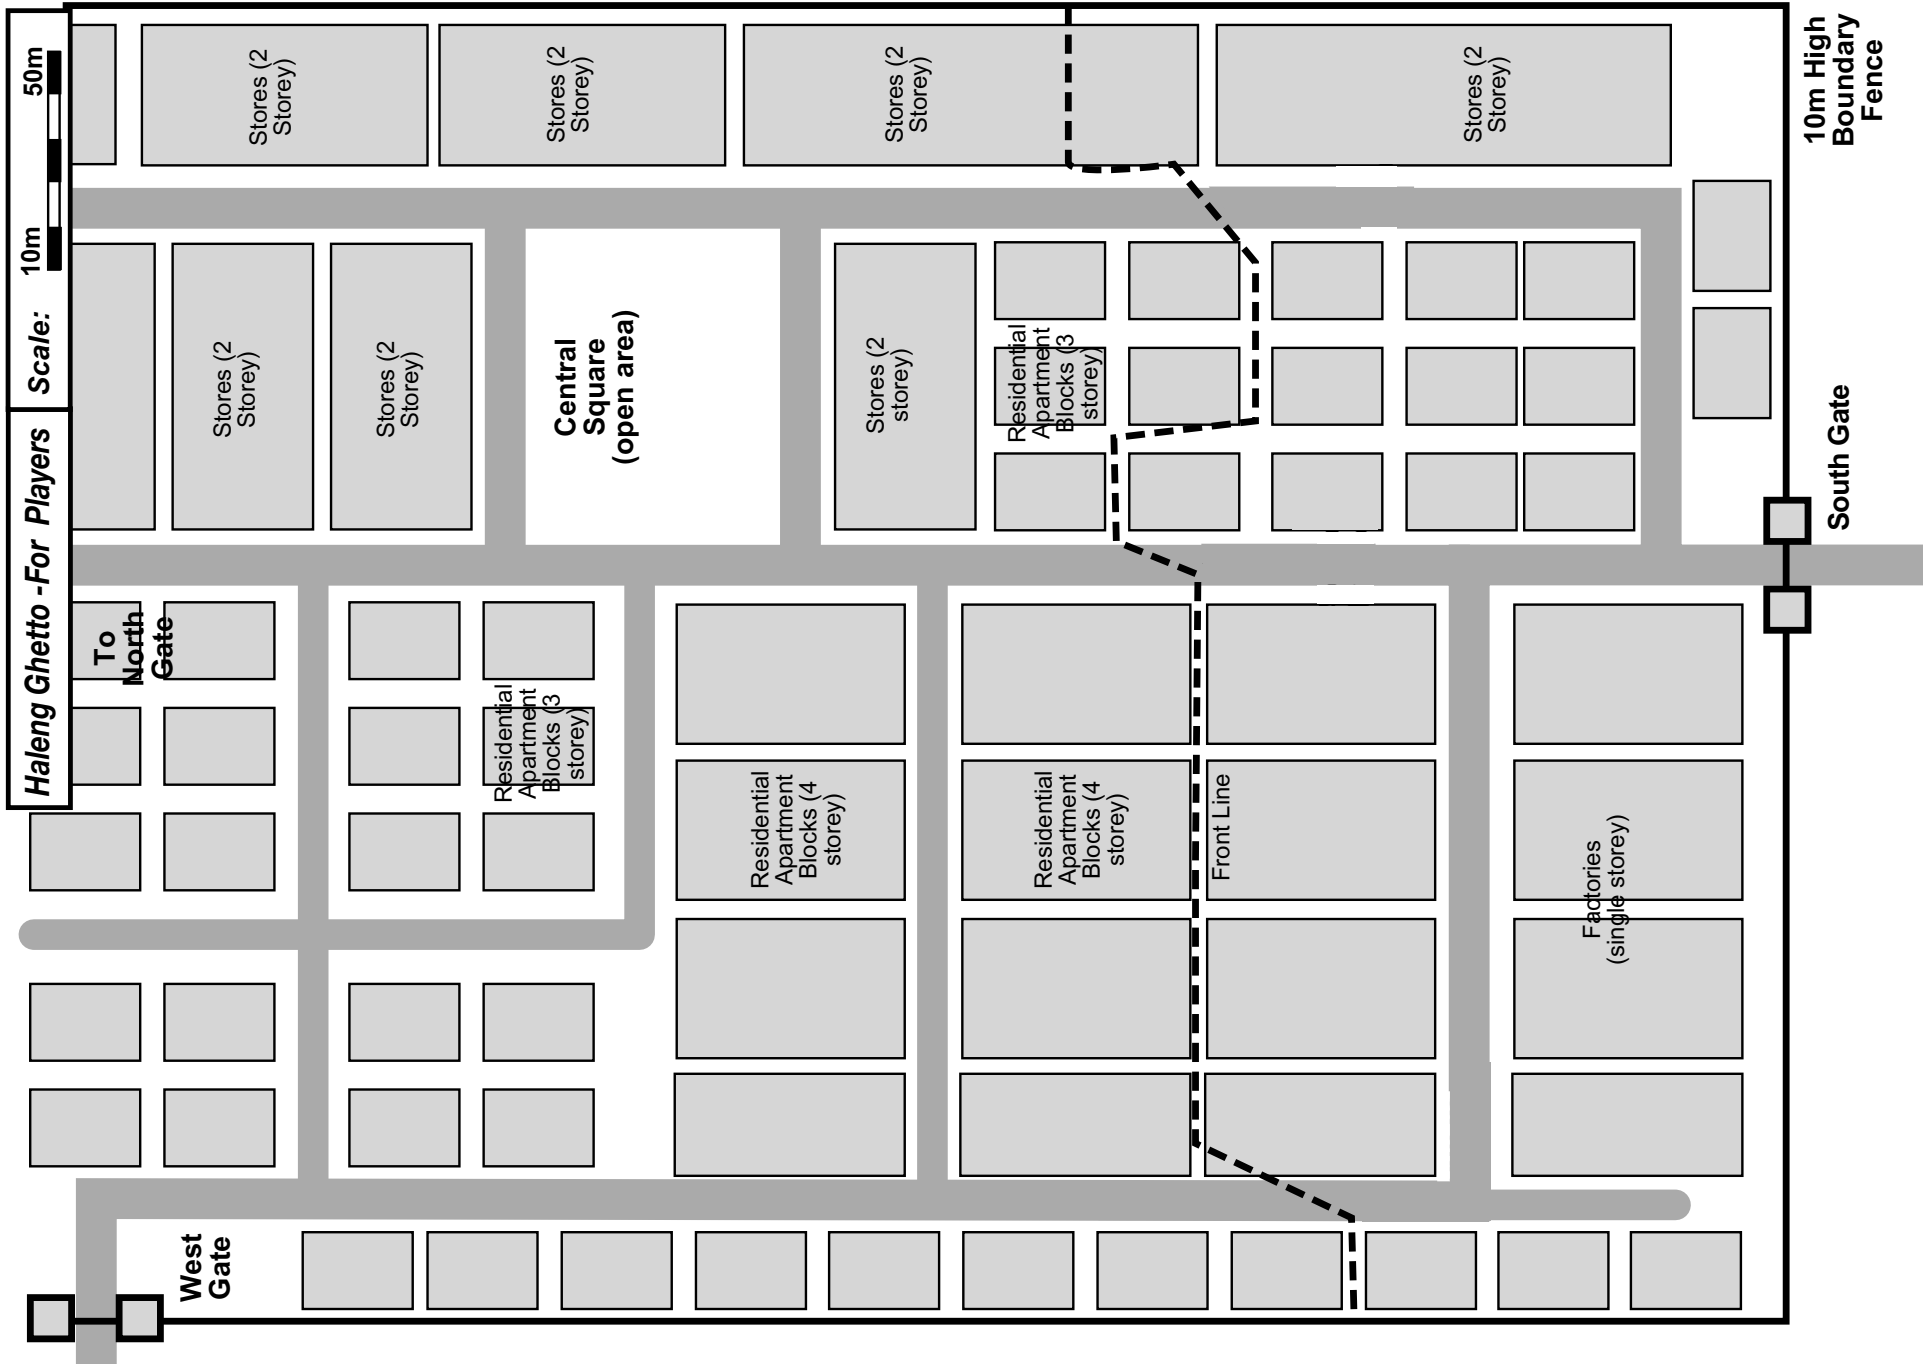 Haleng Ghetto -For Players
Scale:
10m
50m
Stores (2
Storey)
Stores (2
Storey)
Stores (2
Storey)
Stores (2
Storey)
10m High
Boundary
Fence
Stores (2
Storey)
Stores (2
Storey)
Central
Square
(open area)
Stores (2
storey)
Residential
Apartment
Blocks (3
storey)
South Gate
To
North
Gate
Residential
Apartment
Blocks (3
storey)
Residential
Apartment
Blocks (4
storey)
Residential
Apartment
Blocks (4
storey)
Front Line
Factories
(single storey)
West
Gate